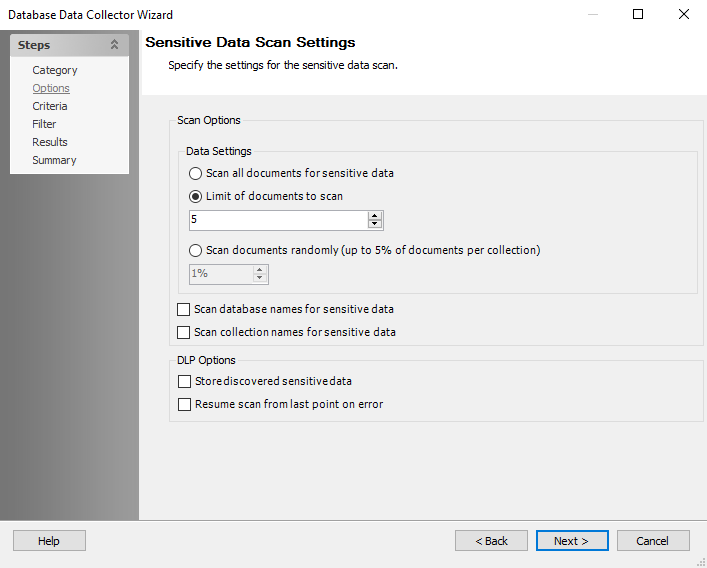 Database Data Collector Wizard
Steps
Category
Options
Criteria
Filter
Results
Summary
Sensitive Data Scan Settings
Specify the settings for the sensitive data scan.
Scan Options
Data Settings
Scan all documents for sensitive data
Limit of documents to scan
5
Scan documents randomly (up to 5% of documents per collection)
1%
Scan database names for sensitive data
Scan collection names for sensitive data
DLP Options
Store discovered sensitive data
Resume scan from last point on error
Help
< Back
Next >
Cancel